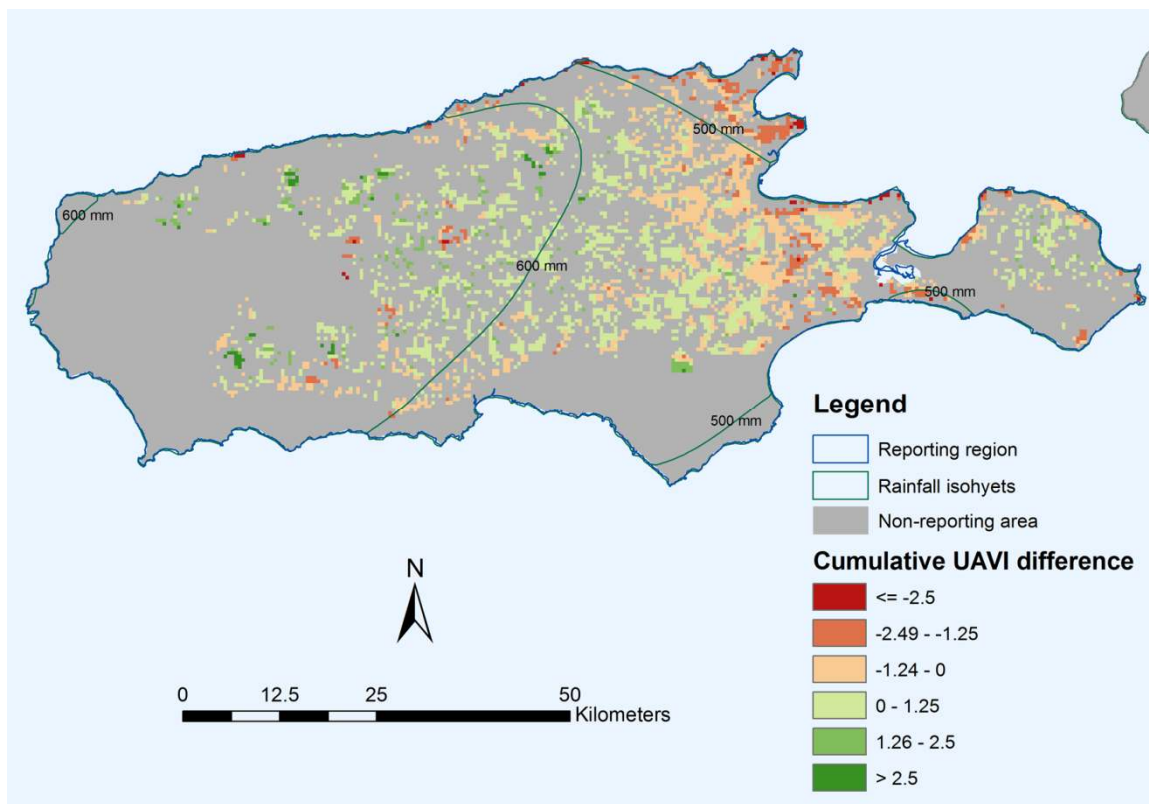 500 mm
600 mm
600 mm
500 mm
500 mm
Legend
Reporting region
Rainfall isohyets
Non-reporting area
Cumulative UAVI difference
<= -2.5
-2.49 - -1.25
-1.24 - 0
0 - 1.25
1.26 - 2.5
> 2.5
N
0 12.5 25 50
Kilometers